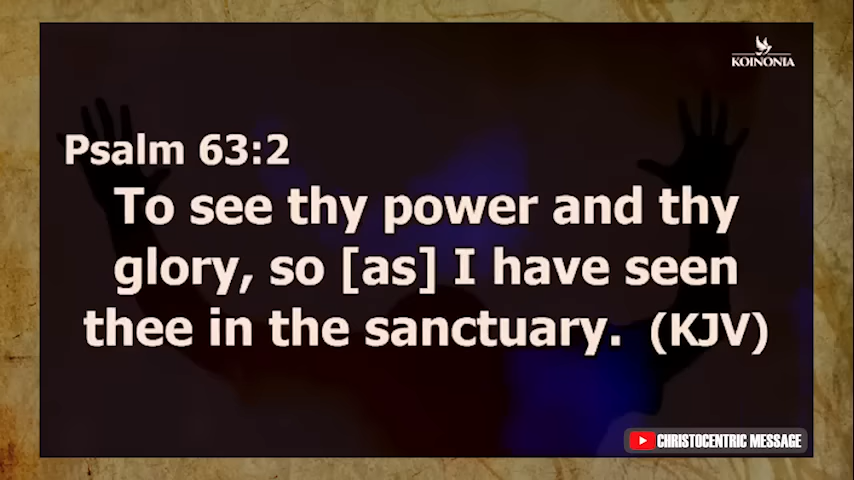 KOINONIA
Psalm 63:2
To see thy power and thy
glory, so [as] I have seen
thee in the sanctuary. (KJV)
CHRISTOCENTRIC MESSAGE